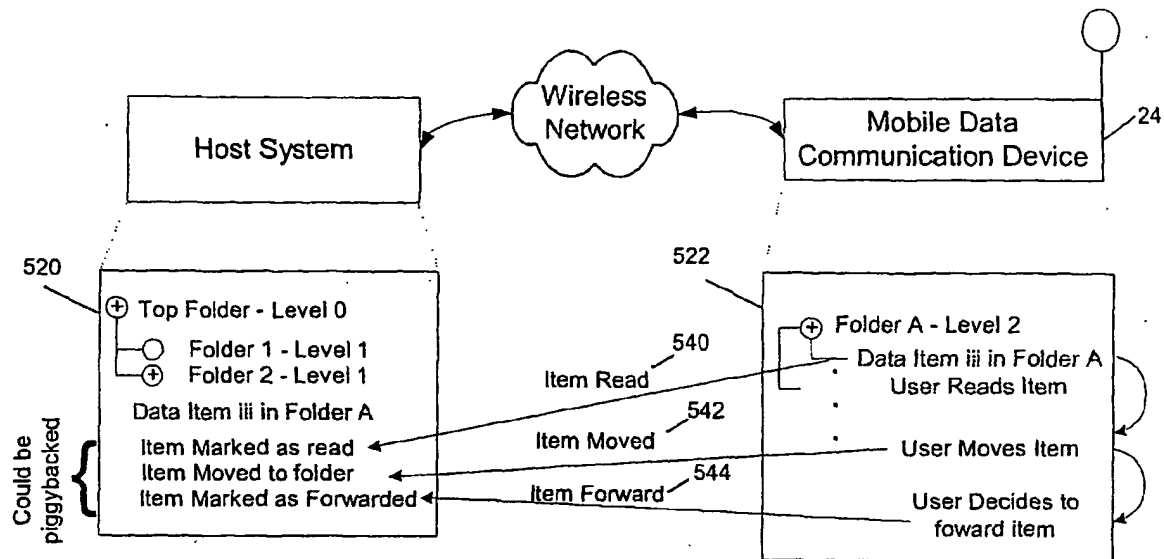 Wireless
Network
Host System
Mobile Data
Communication Device
24
520
Top Folder - Level 0
Folder 1 - Level 1
Folder 2 - Level 1
Data Item iii in Folder A
Item Marked as read
Item Moved to folder
Item Marked as Forwarded
Could be
piggybacked
Item Read
540
Item Moved
542
Item Forward
544
522
Folder A - Level 2
Data Item iii in Folder A
User Reads Item
User Moves Item
User Decides to
foward item